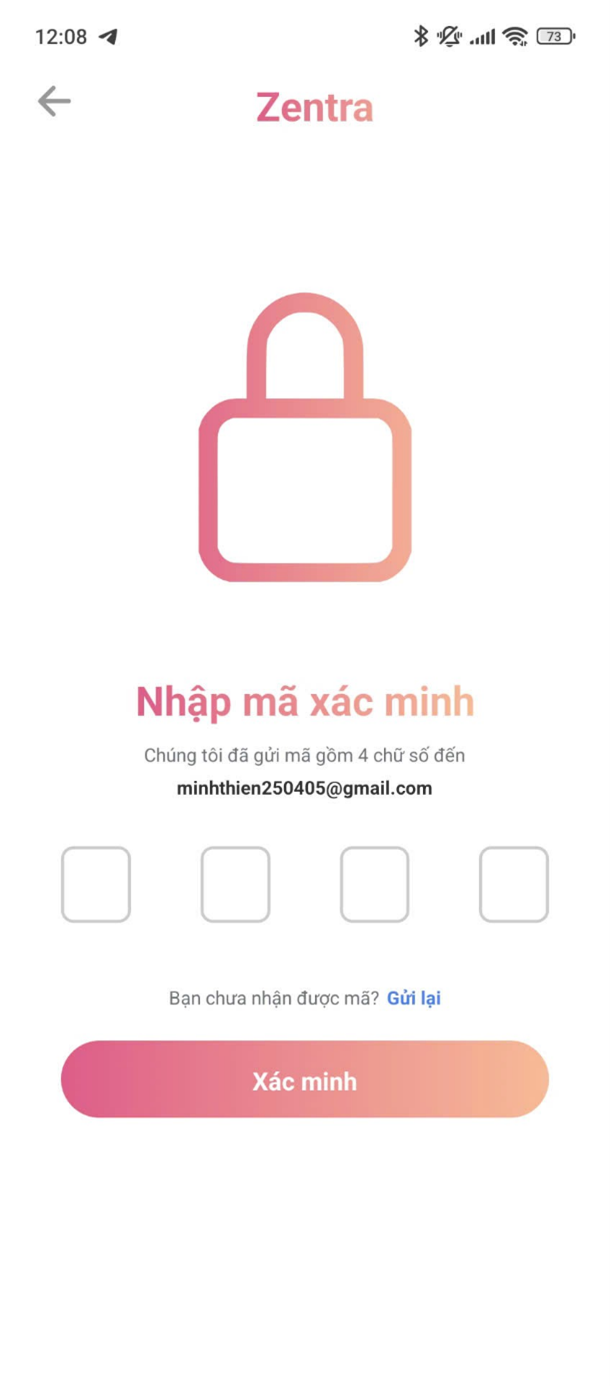 12:08
73
Zentra
Nhập mã xác minh
Chúng tôi đã gửi mã gồm 4 chữ số đến
minhthien250405@gmail.com
Bạn chưa nhận được mã? Gửi lại
Xác minh